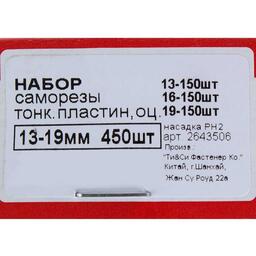 НАБОР
саморезы
тонк.пластин,оц.
13-19мм 450шт
13-150шт
16-150шт
19-150шт
насадка PH2
арт 2643506
Произв.:
"Ти&Си Фастенер Ко."
Китай, г.Шанхай,
Жан Су Роуд 22а